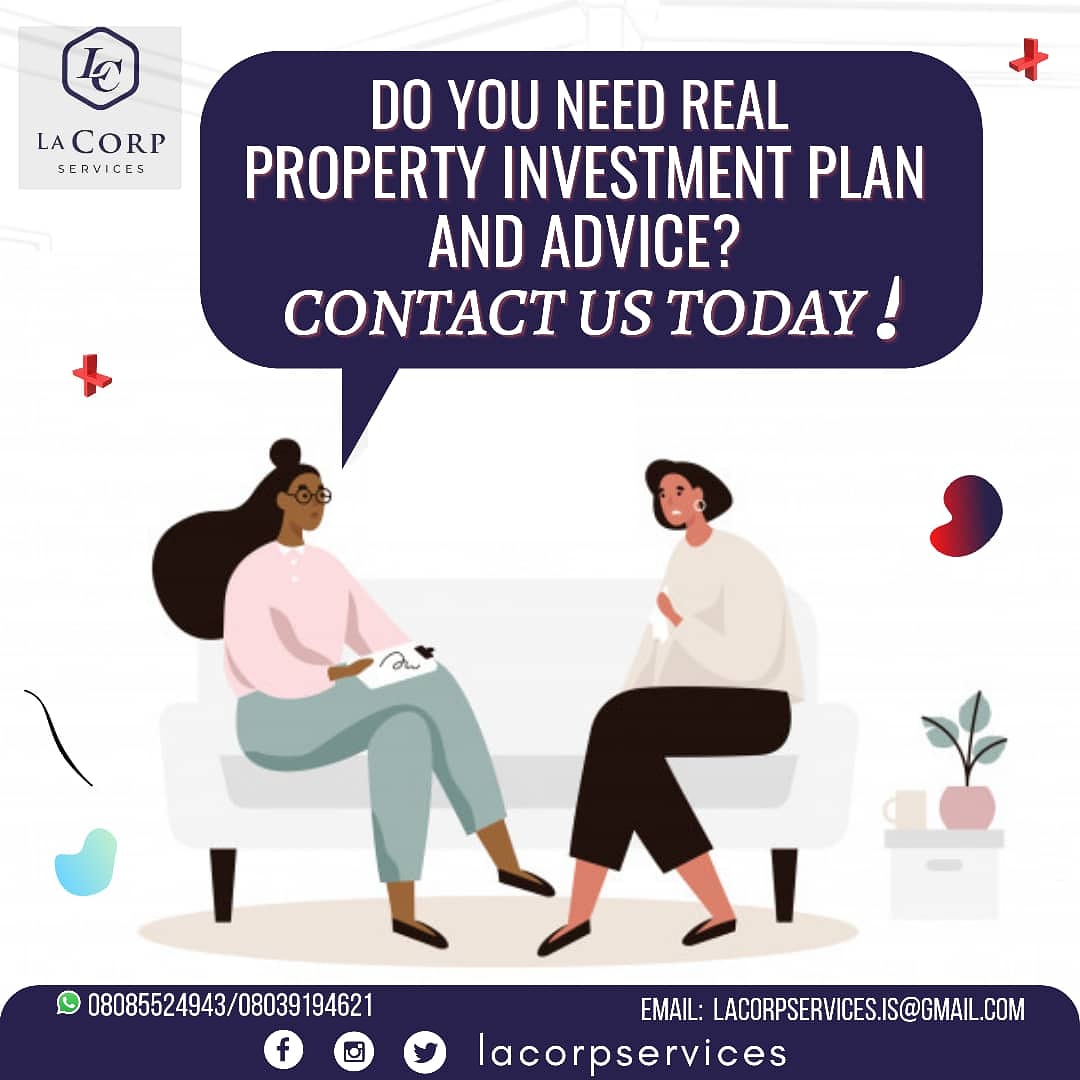 LC
LA CORP
SERVICES
DO YOU NEED REAL
PROPERTY INVESTMENT PLAN
AND ADVICE?
CONTACT US TODAY!
08085524943/08039194621
EMAIL: LACORPSERVICES.IS@GMAIL.COM
lacorpservices